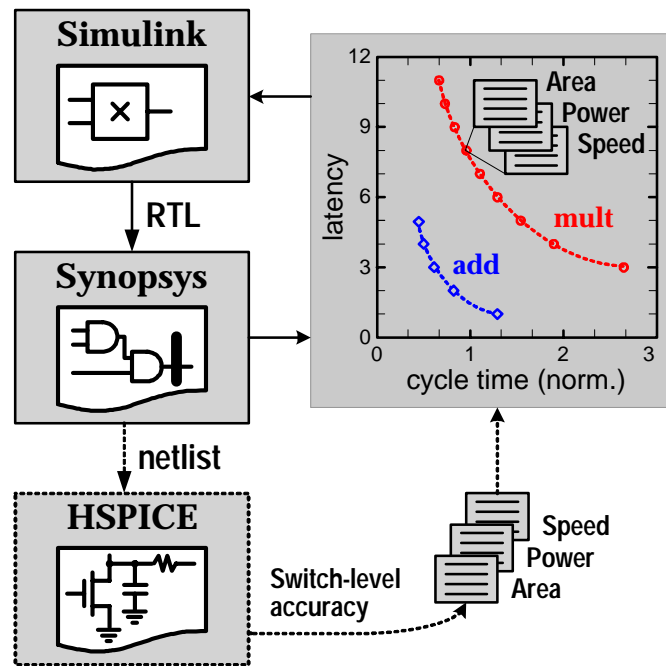 Simulink
×
RTL
Synopsys
netlist
HSPICE
Switch-level
accuracy
12
9
6
3
0
latency
Area
Power
Speed
mult
add
0
1
2
3
cycle time (norm.)
Speed
Power
Area